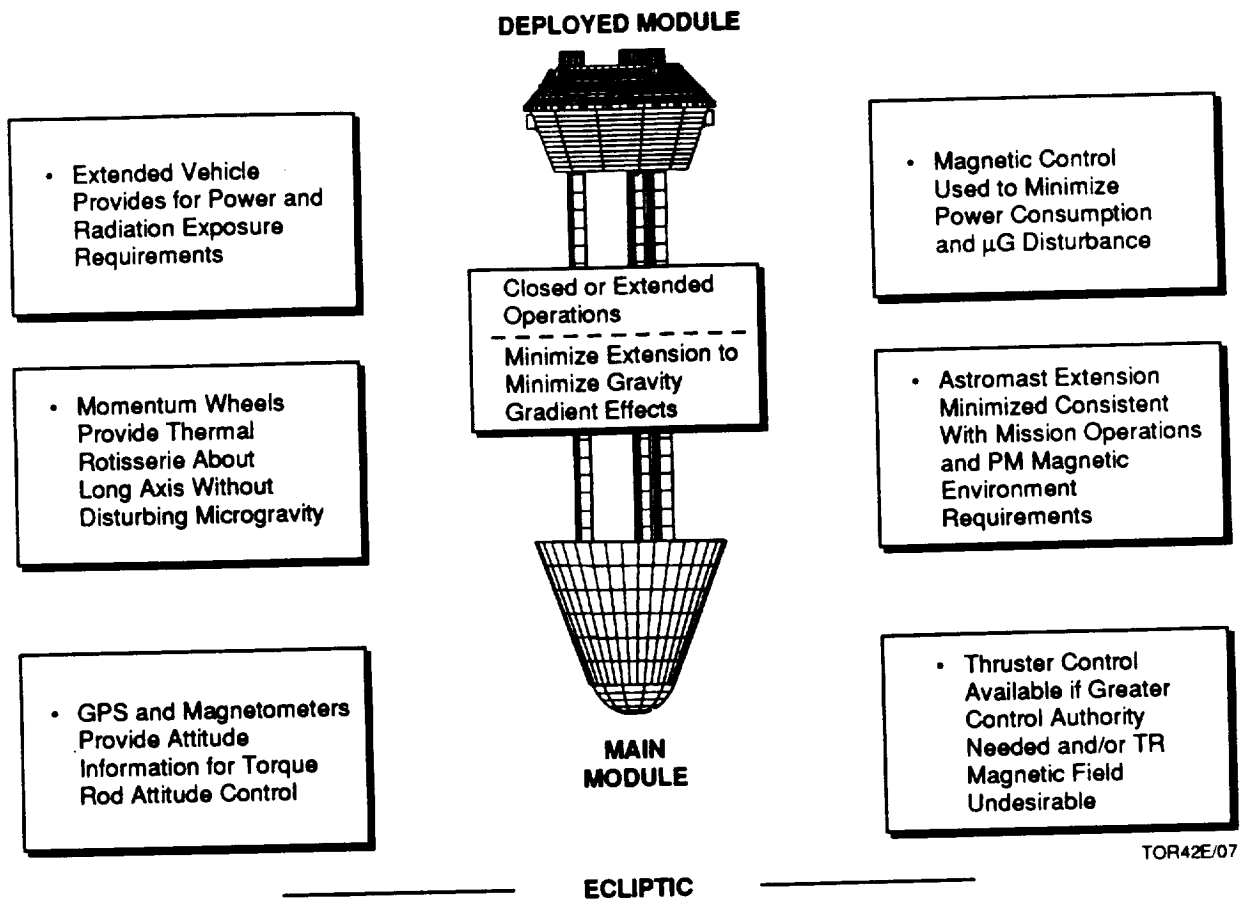 DEPLOYED MODULE
• Extended Vehicle
Provides for Power and
Radiation Exposure
Requirements
• Momentum Wheels
Provide Thermal
Rotisserie About
Long Axis Without
Disturbing Microgravity
• GPS and Magnetometers
Provide Attitude
Information for Torque
Rod Attitude Control
Closed or Extended
Operations
Minimize Extension to
Minimize Gravity
Gradient Effects
MAIN
MODULE
• Magnetic Control
Used to Minimize
Power Consumption
and µG Disturbance
• Astromast Extension
Minimized Consistent
With Mission Operations
and PM Magnetic
Environment
Requirements
• Thruster Control
Available if Greater
Control Authority
Needed and/or TR
Magnetic Field
Undesirable
TOR42E/07
ECLIPTIC